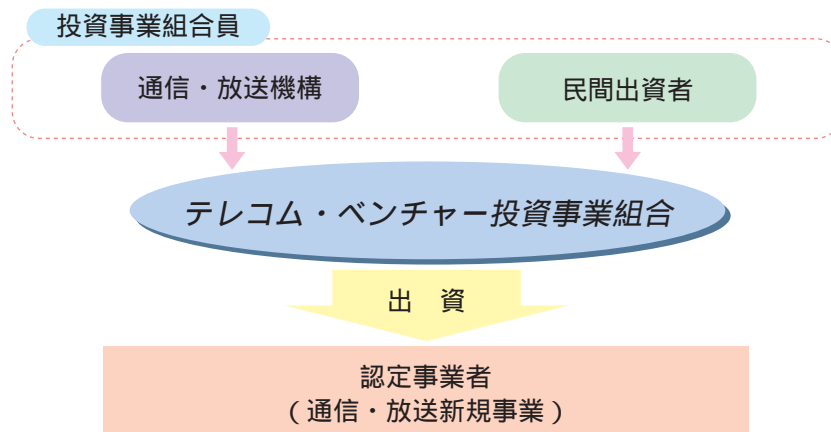 投資事業組合員
通信・放送機構
民間出資者
テレコム・ベンチャー投資事業組合
出　資
認定事業者
（通信・放送新規事業）